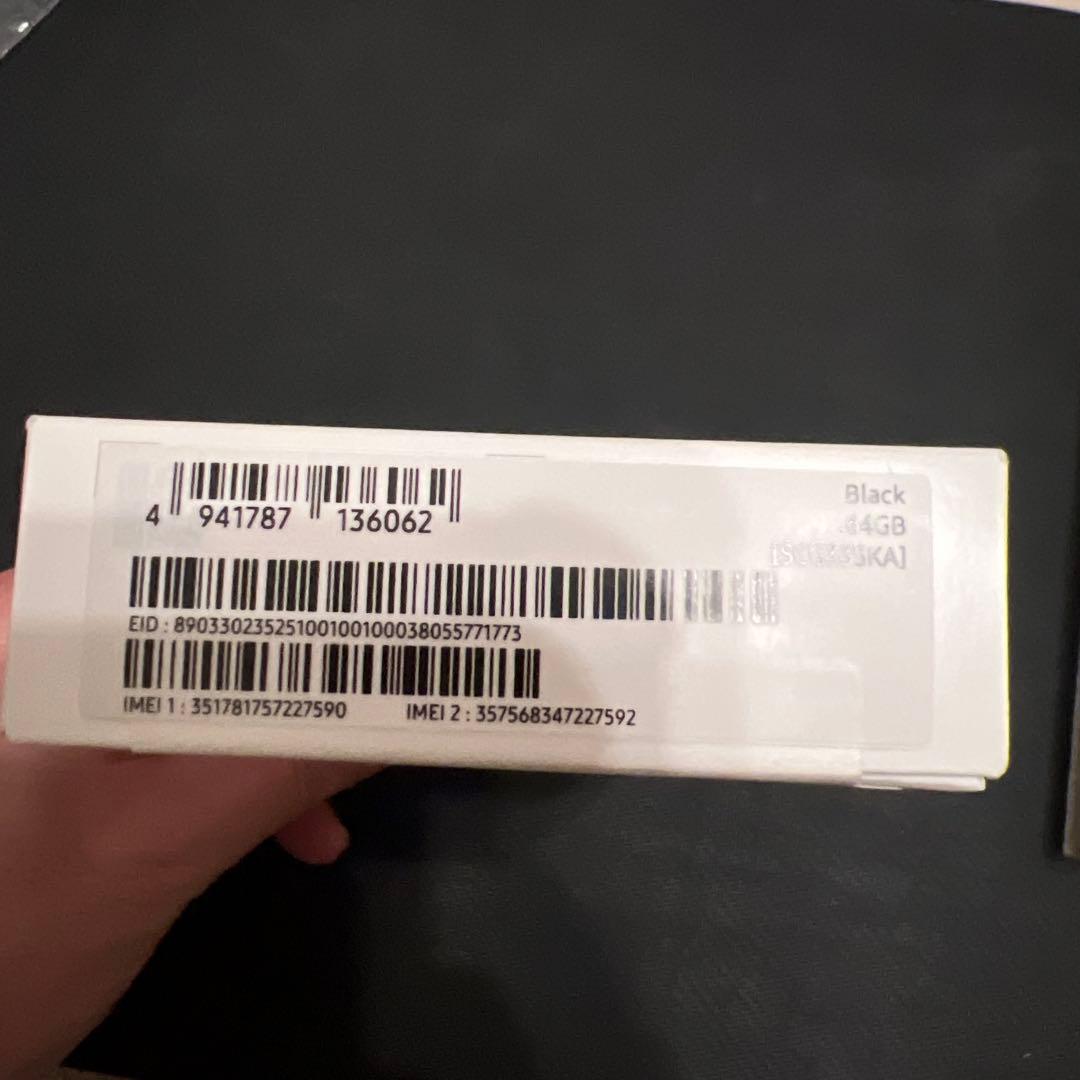 4 941787 136062
Black
EID : 89033023525100100100038055771773
IMEI 1 : 351781757227590 IMEI 2 : 357568347227592